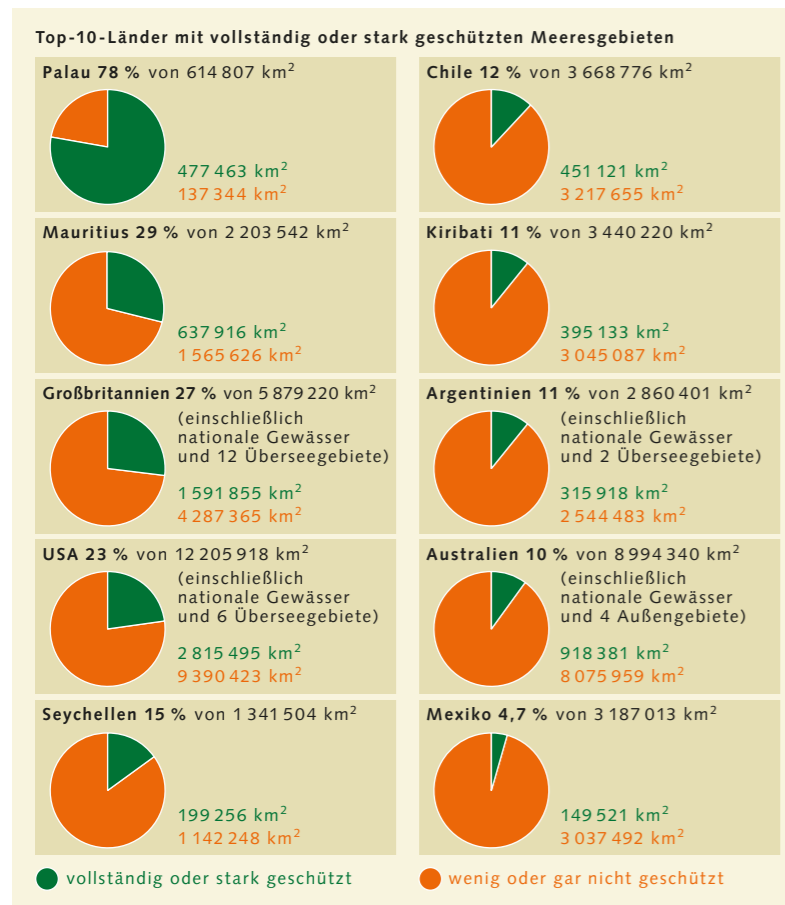 Top-10-Länder mit vollständig oder stark geschützten Meeresgebieten
Palau 78 % von 614 807 km²
477 463 km²
137 344 km²
Mauritius 29 % von 2 203 542 km²
637 916 km²
1 565 626 km²
Großbritannien 27 % von 5 879 220 km²
(einschließlich
nationale Gewässer
und 12 Überseegebiete)
1 591 855 km²
4 287 365 km²
USA 23 % von 12 205 918 km²
(einschließlich
nationale Gewässer
und 6 Überseegebiete)
2 815 495 km²
9 390 423 km²
Seychellen 15 % von 1 341 504 km²
199 256 km²
1 142 248 km²
Chile 12 % von 3 668 776 km²
451 121 km²
3 217 655 km²
Kiribati 11 % von 3 440 220 km²
395 133 km²
3 045 087 km²
Argentinien 11 % von 2 860 401 km²
(einschließlich
nationale Gewässer
und 2 Überseegebiete)
315 918 km²
2 544 483 km²
Australien 10 % von 8 994 340 km²
(einschließlich
nationale Gewässer
und 4 Außengebiete)
918 381 km²
8 075 959 km²
Mexiko 4,7 % von 3 187 013 km²
149 521 km²
3 037 492 km²
vollständig oder stark geschützt
wenig oder gar nicht geschützt